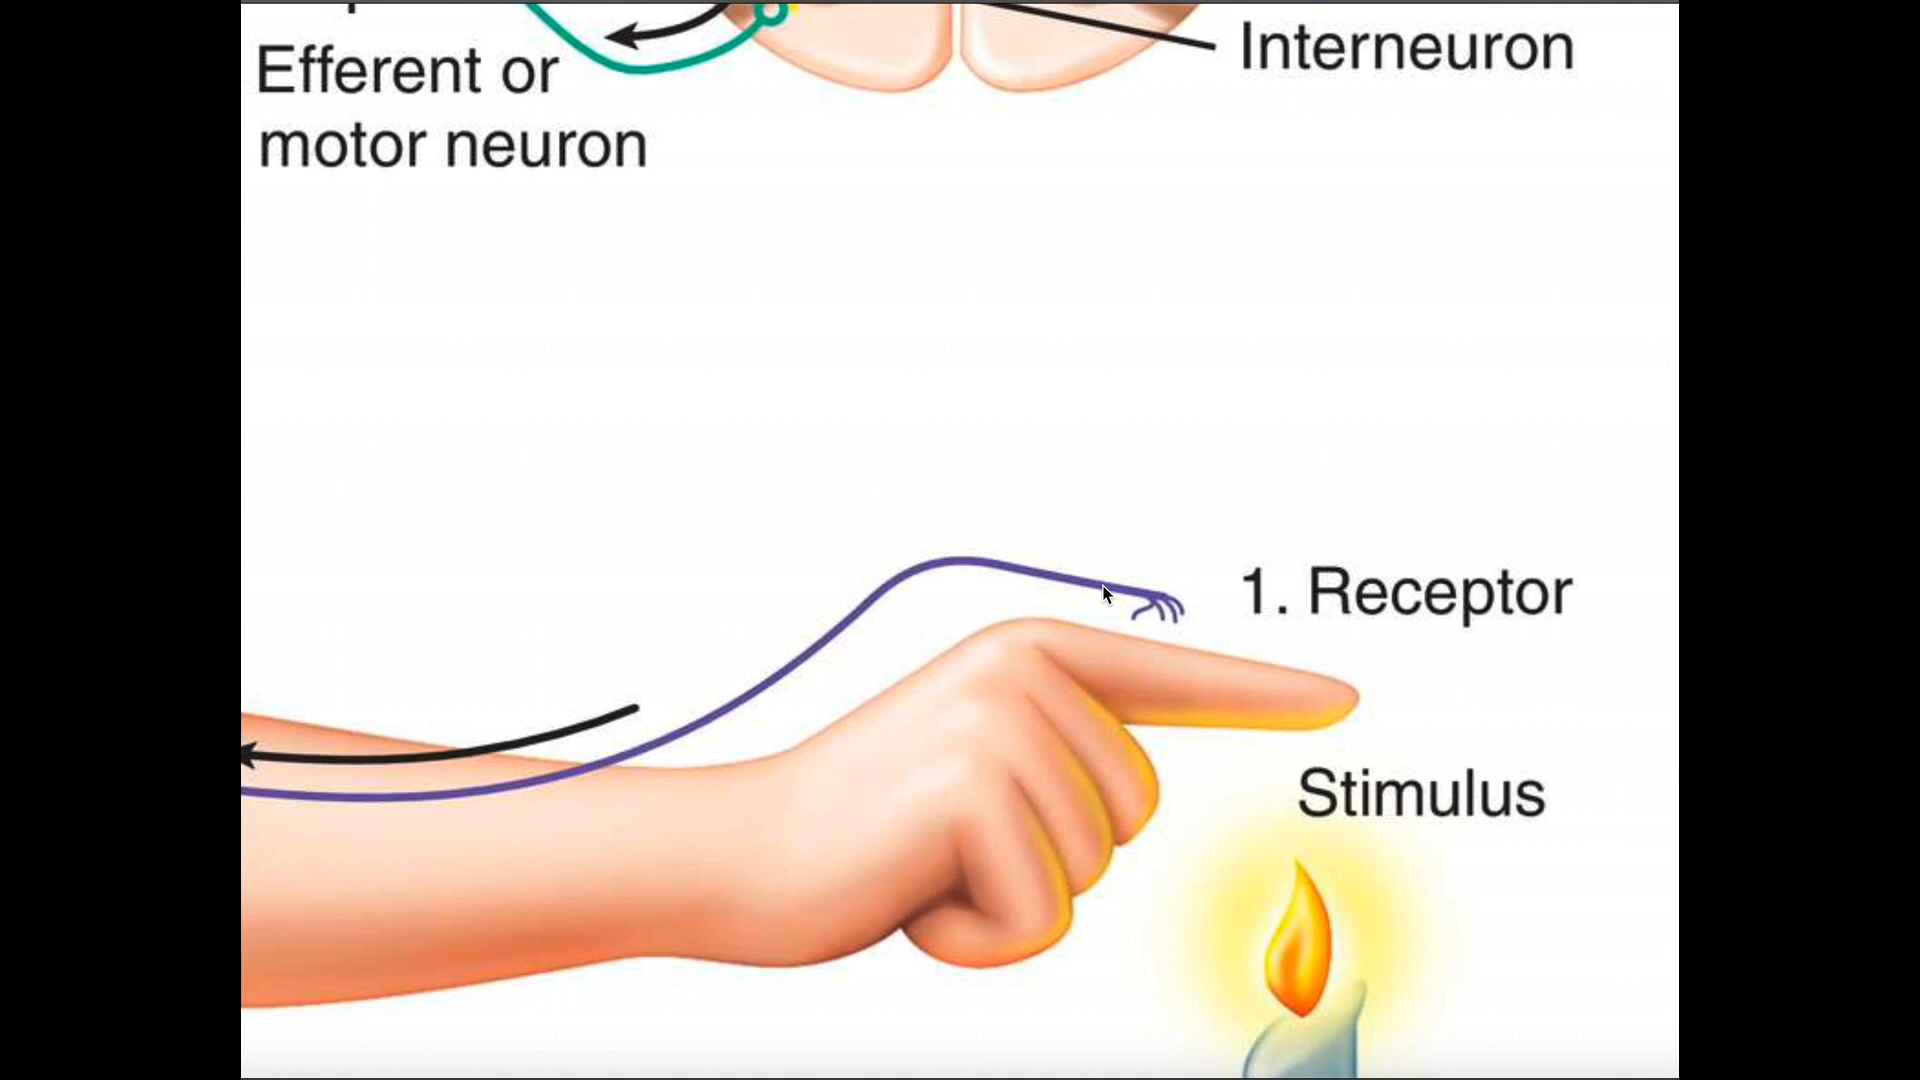 Efferent or
motor neuron
Interneuron
1. Receptor
Stimulus